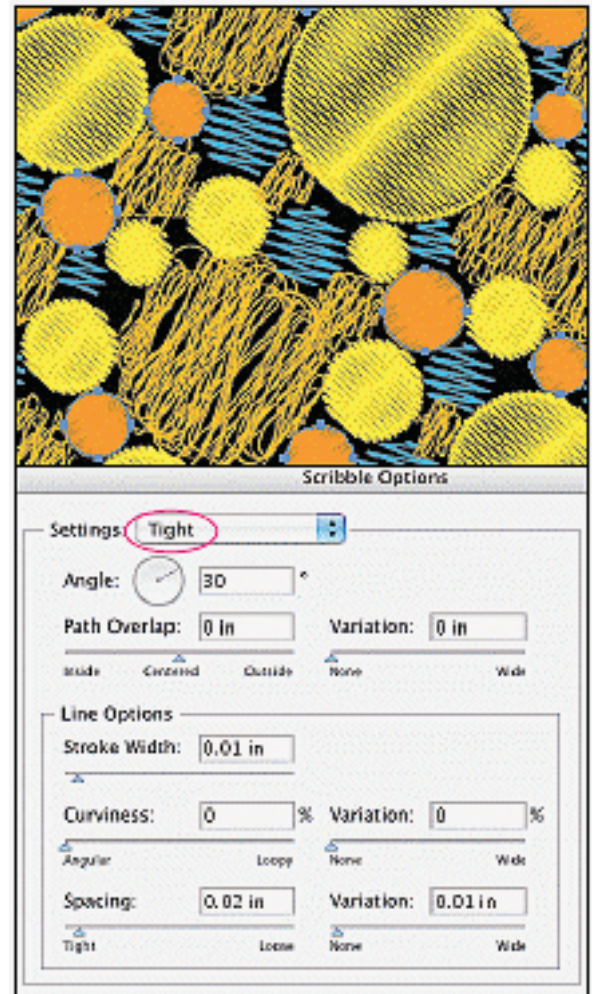 Scribble Options
Settings: Tight
Angle: 30 °
Path Overlap: 0 in Variation: 0 in
Inside Centered Outside None Wide
Line Options
Stroke Width: 0.01 in
Curviness: 0 % Variation: 0 %
Angular Loopy None Wide
Spacing: 0.02 in Variation: 0.01 in
Tight Loose None Wide